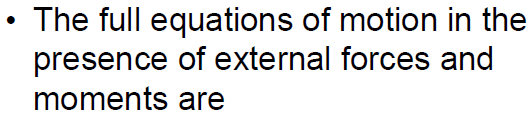 • The full equations of motion in the
presence of external forces and
moments are